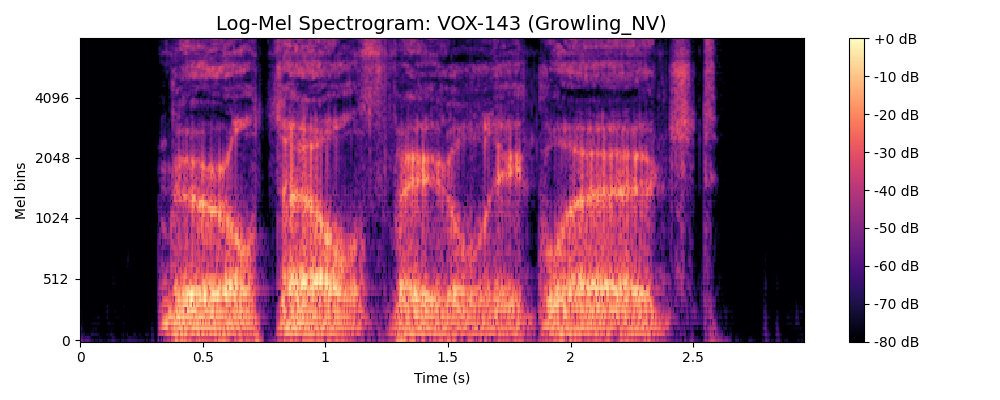 Log-Mel Spectrogram: VOX-143 (Growling_NV)
Mel bins
4096
2048
1024
512
0
0
0.5
1
1.5
2
2.5
Time (s)
+0 dB
-10 dB
-20 dB
-30 dB
-40 dB
-50 dB
-60 dB
-70 dB
-80 dB